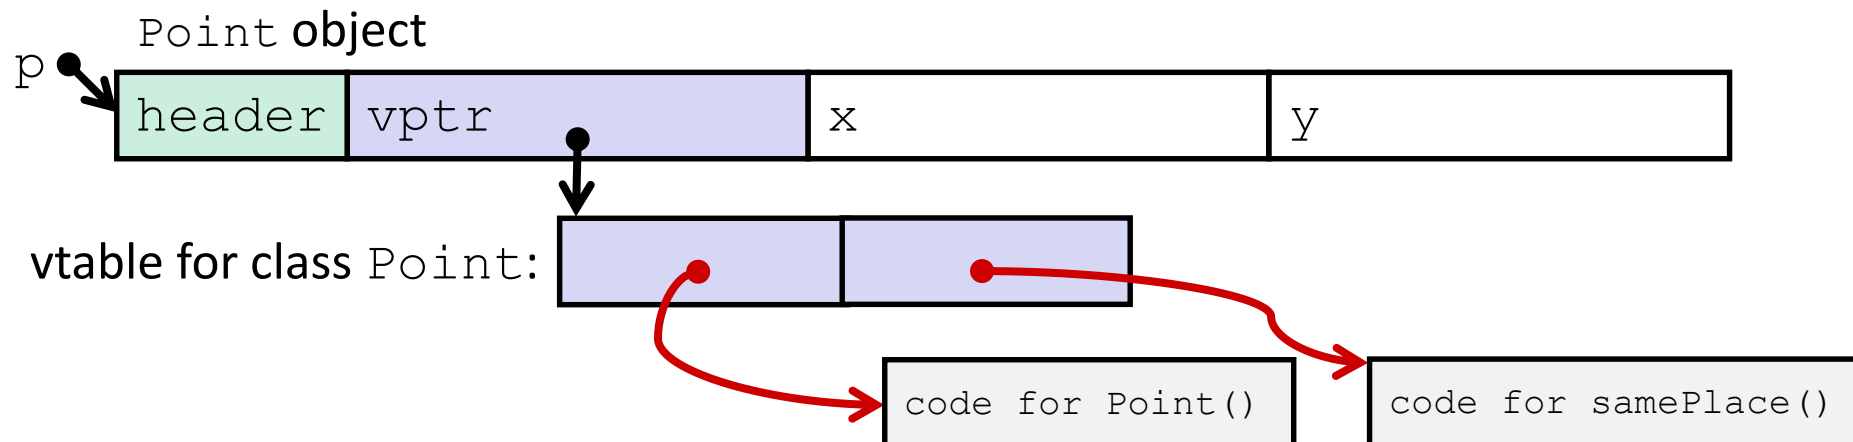 Point object
p
header vptr x y
vtable for class Point:
code for Point() code for samePlace()